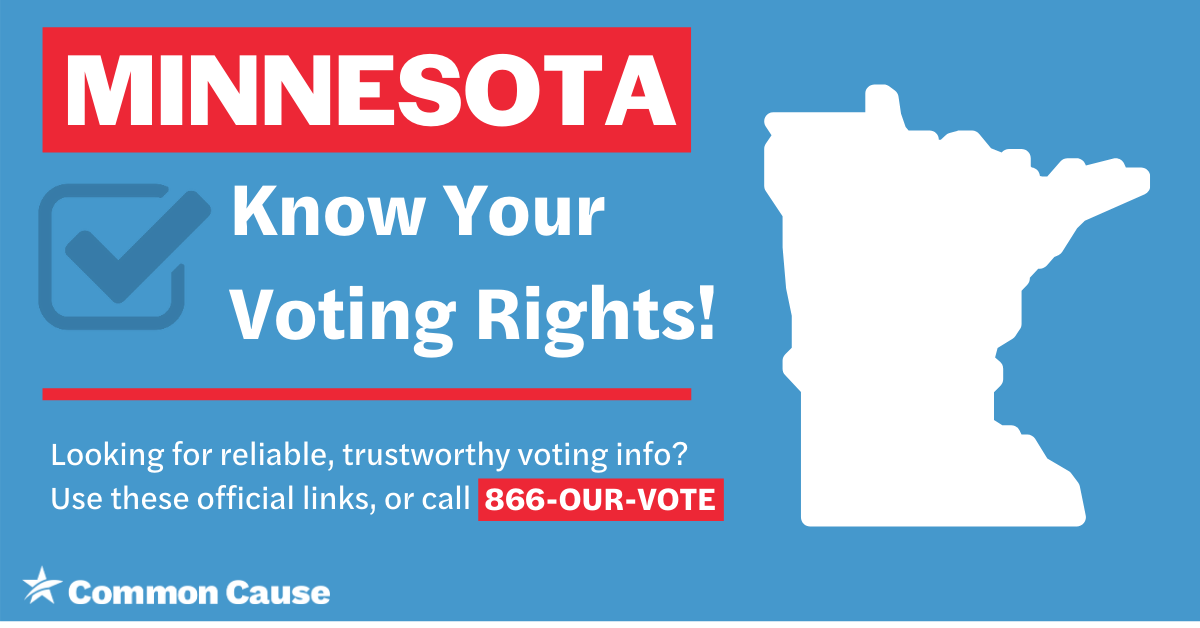 MINNESOTA
Know Your
Voting Rights!
Looking for reliable, trustworthy voting info?
Use these official links, or call 866-OUR-VOTE
Common Cause